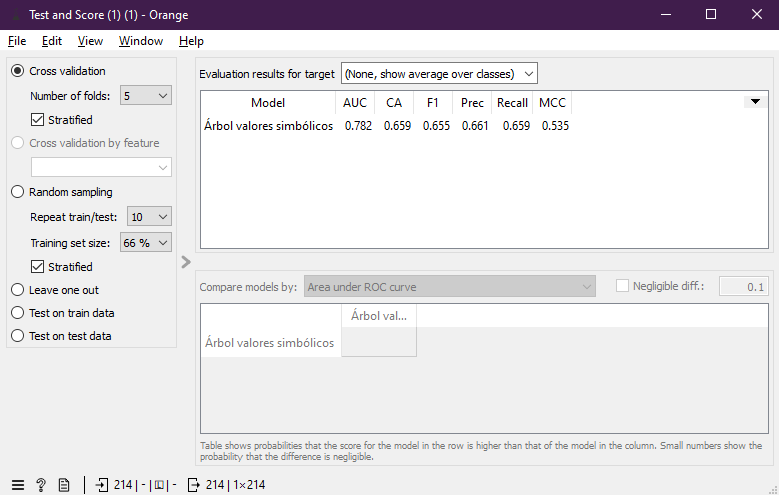 Test and Score (1) (1) - Orange
File Edit View Window Help
Cross validation
Number of folds: 5
Stratified
Cross validation by feature
Random sampling
Repeat train/test: 10
Training set size: 66 %
Stratified
Leave one out
Test on train data
Test on test data
Evaluation results for target (None, show average over classes)
Model AUC CA F1 Prec Recall MCC
Árbol valores simbólicos 0.782 0.659 0.655 0.661 0.659 0.535
Compare models by: Area under ROC curve Negligible diff.: 0.1
Árbol val...
Árbol valores simbólicos
Table shows probabilities that the score for the model in the row is higher than that of the model in the column. Small numbers show the
probability that the difference is negligible.
214 | - | - 214 | 1×214